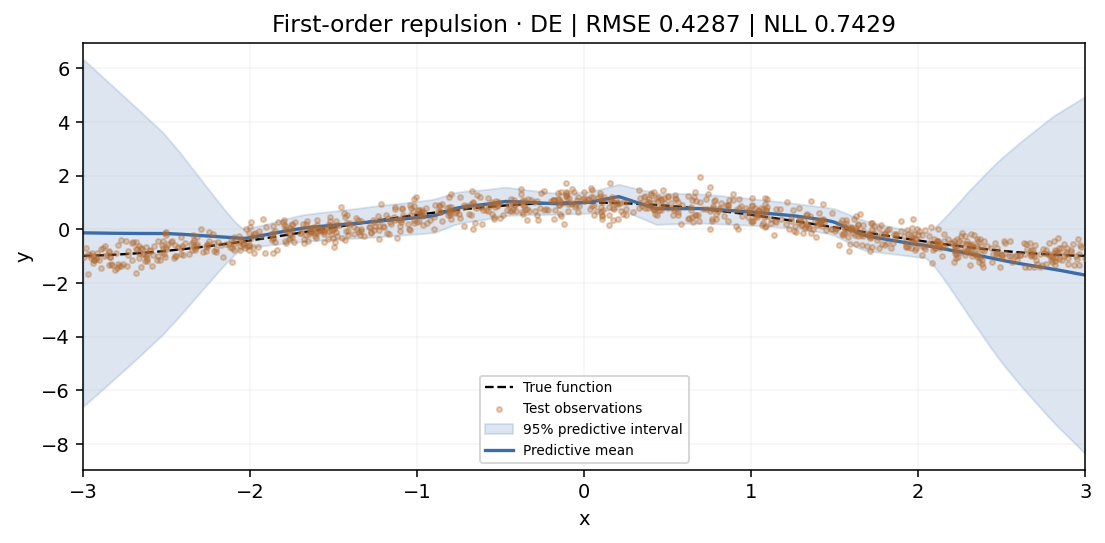 First-order repulsion · DE | RMSE 0.4287 | NLL 0.7429
6
4
2
0
−2
−4
−6
−8
y
True function
Test observations
95% predictive interval
Predictive mean
−3 −2 −1 0 1 2 3
x